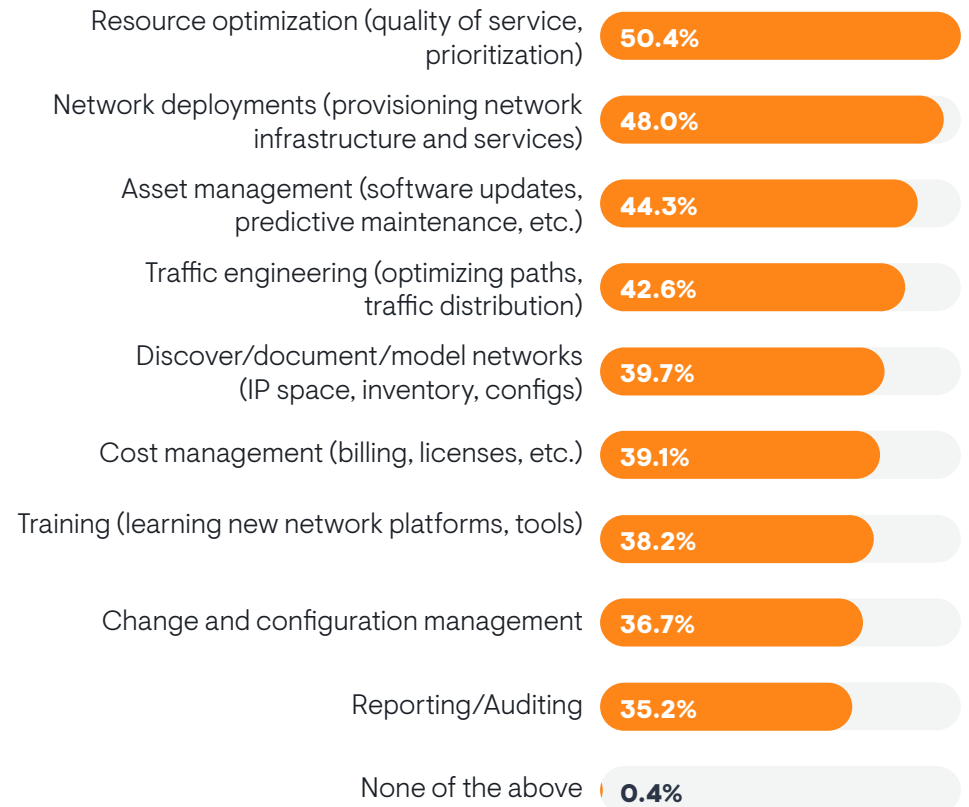 Resource optimization (quality of service,
prioritization)
50.4%
Network deployments (provisioning network
infrastructure and services)
48.0%
Asset management (software updates,
predictive maintenance, etc.)
44.3%
Traffic engineering (optimizing paths,
traffic distribution)
42.6%
Discover/document/model networks
(IP space, inventory, configs)
39.7%
Cost management (billing, licenses, etc.)
39.1%
Training (learning new network platforms, tools)
38.2%
Change and configuration management
36.7%
Reporting/Auditing
35.2%
None of the above
0.4%